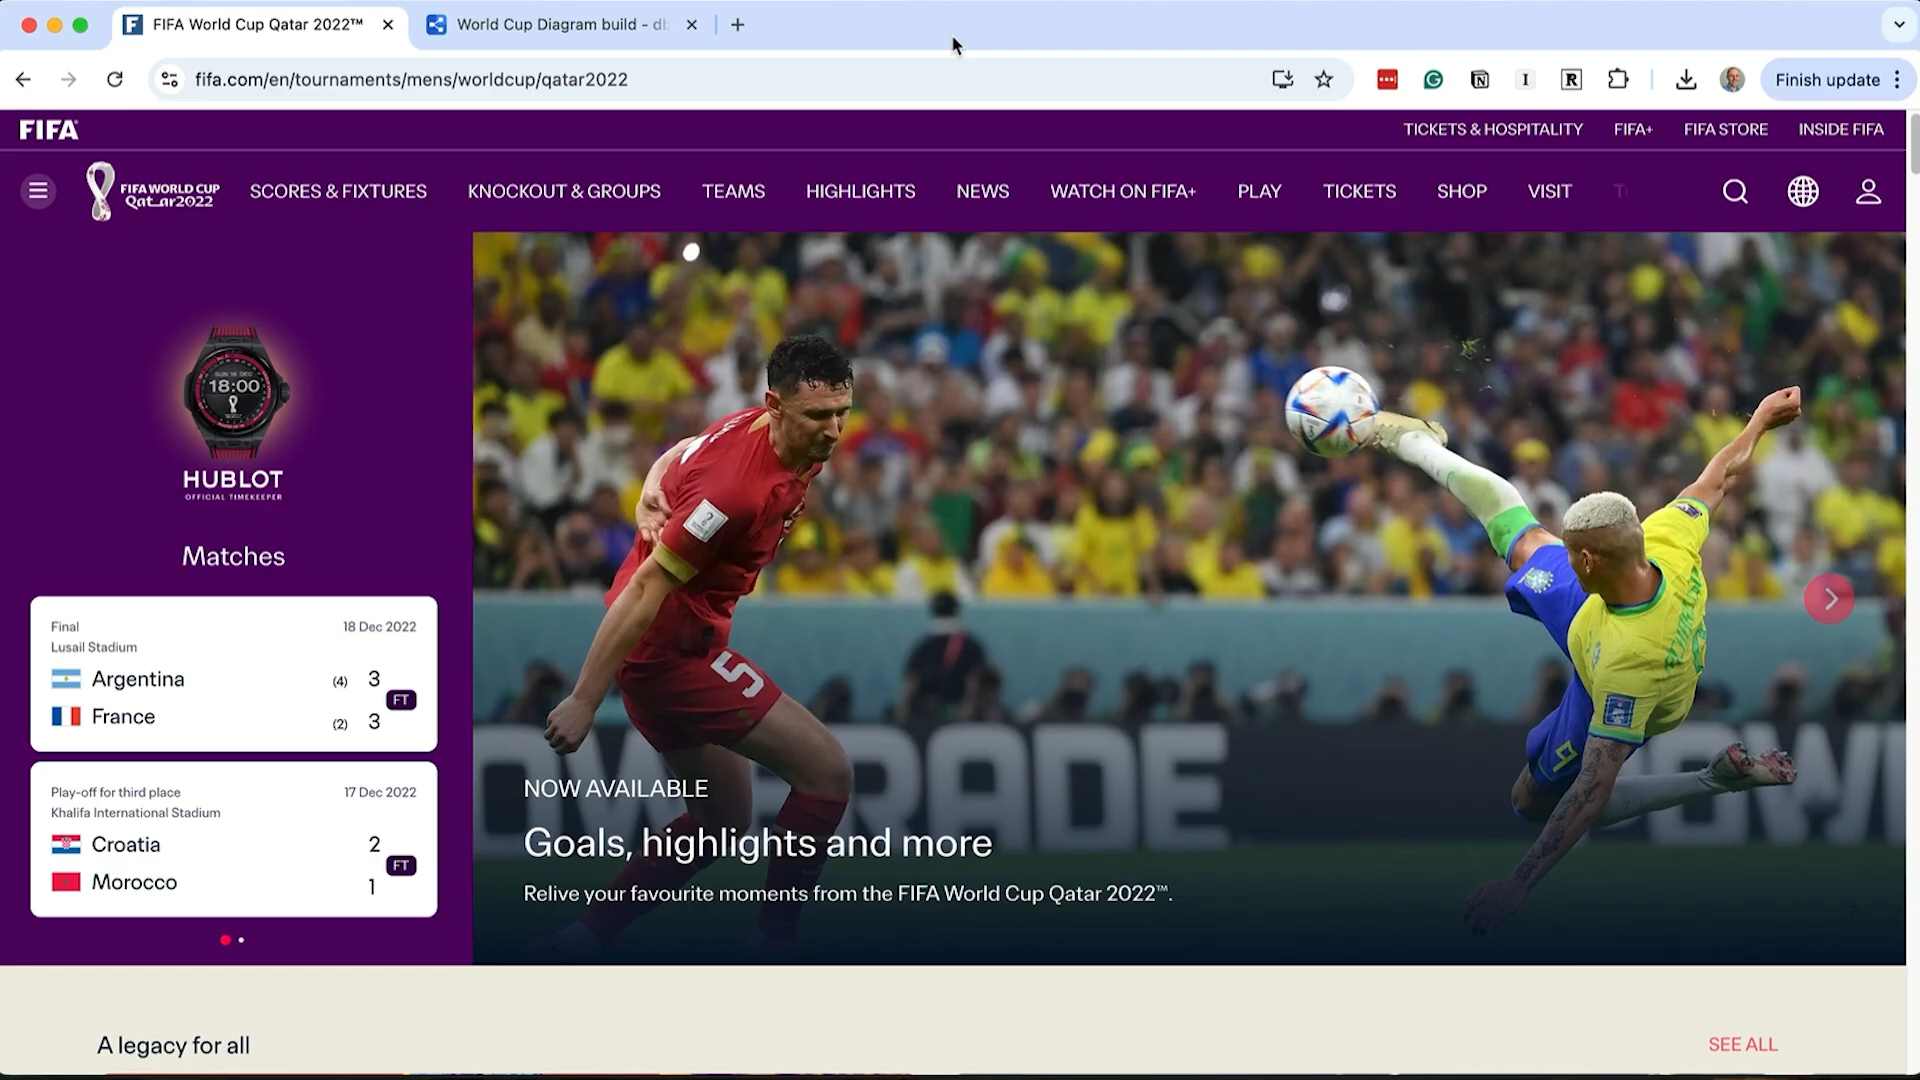 FIFA World Cup Qatar 2022™
World Cup Diagram build - db
fifa.com/en/tournaments/mens/worldcup/qatar2022
Finish update
FIFA
TICKETS & HOSPITALITY
FIFA+
FIFA STORE
INSIDE FIFA
FIFA WORLD CUP
Qatar2022
SCORES & FIXTURES
KNOCKOUT & GROUPS
TEAMS
HIGHLIGHTS
NEWS
WATCH ON FIFA+
PLAY
TICKETS
SHOP
VISIT
18:00
HUBLOT
OFFICIAL TIMEKEEPER
Matches
Final 18 Dec 2022
Lusail Stadium
Argentina (4) 3
FT
France (2) 3
Play-off for third place 17 Dec 2022
Khalifa International Stadium
Croatia 2
FT
Morocco 1
5
9
NOW AVAILABLE
Goals, highlights and more
Relive your favourite moments from the FIFA World Cup Qatar 2022™.
A legacy for all
SEE ALL